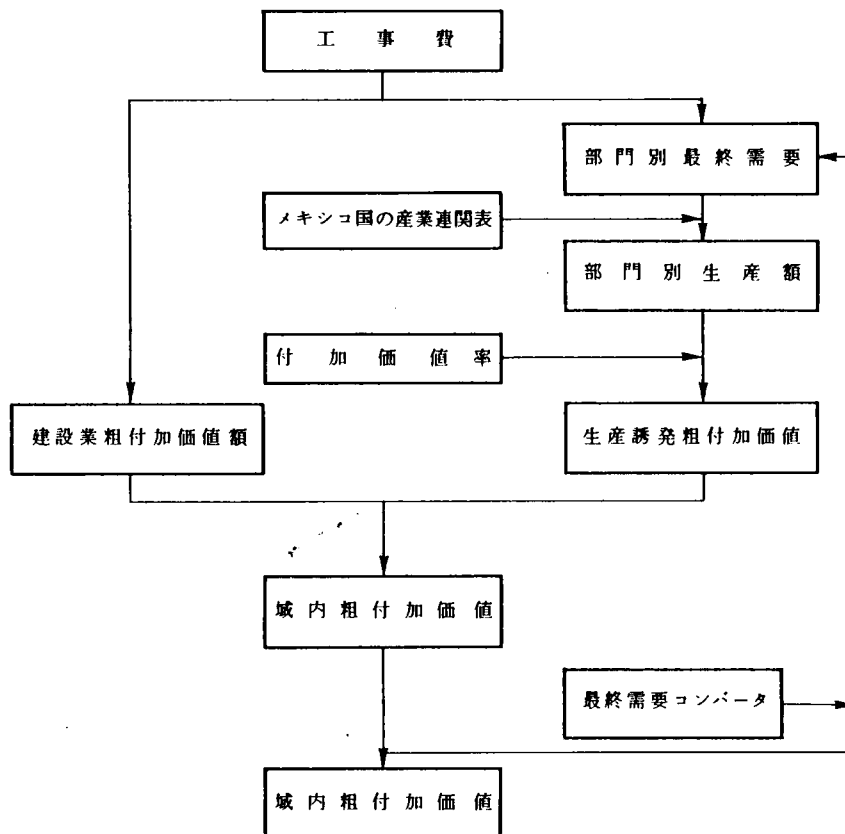 工事費
部門別最終需要
メキシコ国の産業連関表
部門別生産額
付加価値率
建設業粗付加価値額
生産誘発粗付加価値
域内粗付加価値
最終需要コンバータ
域内粗付加価値